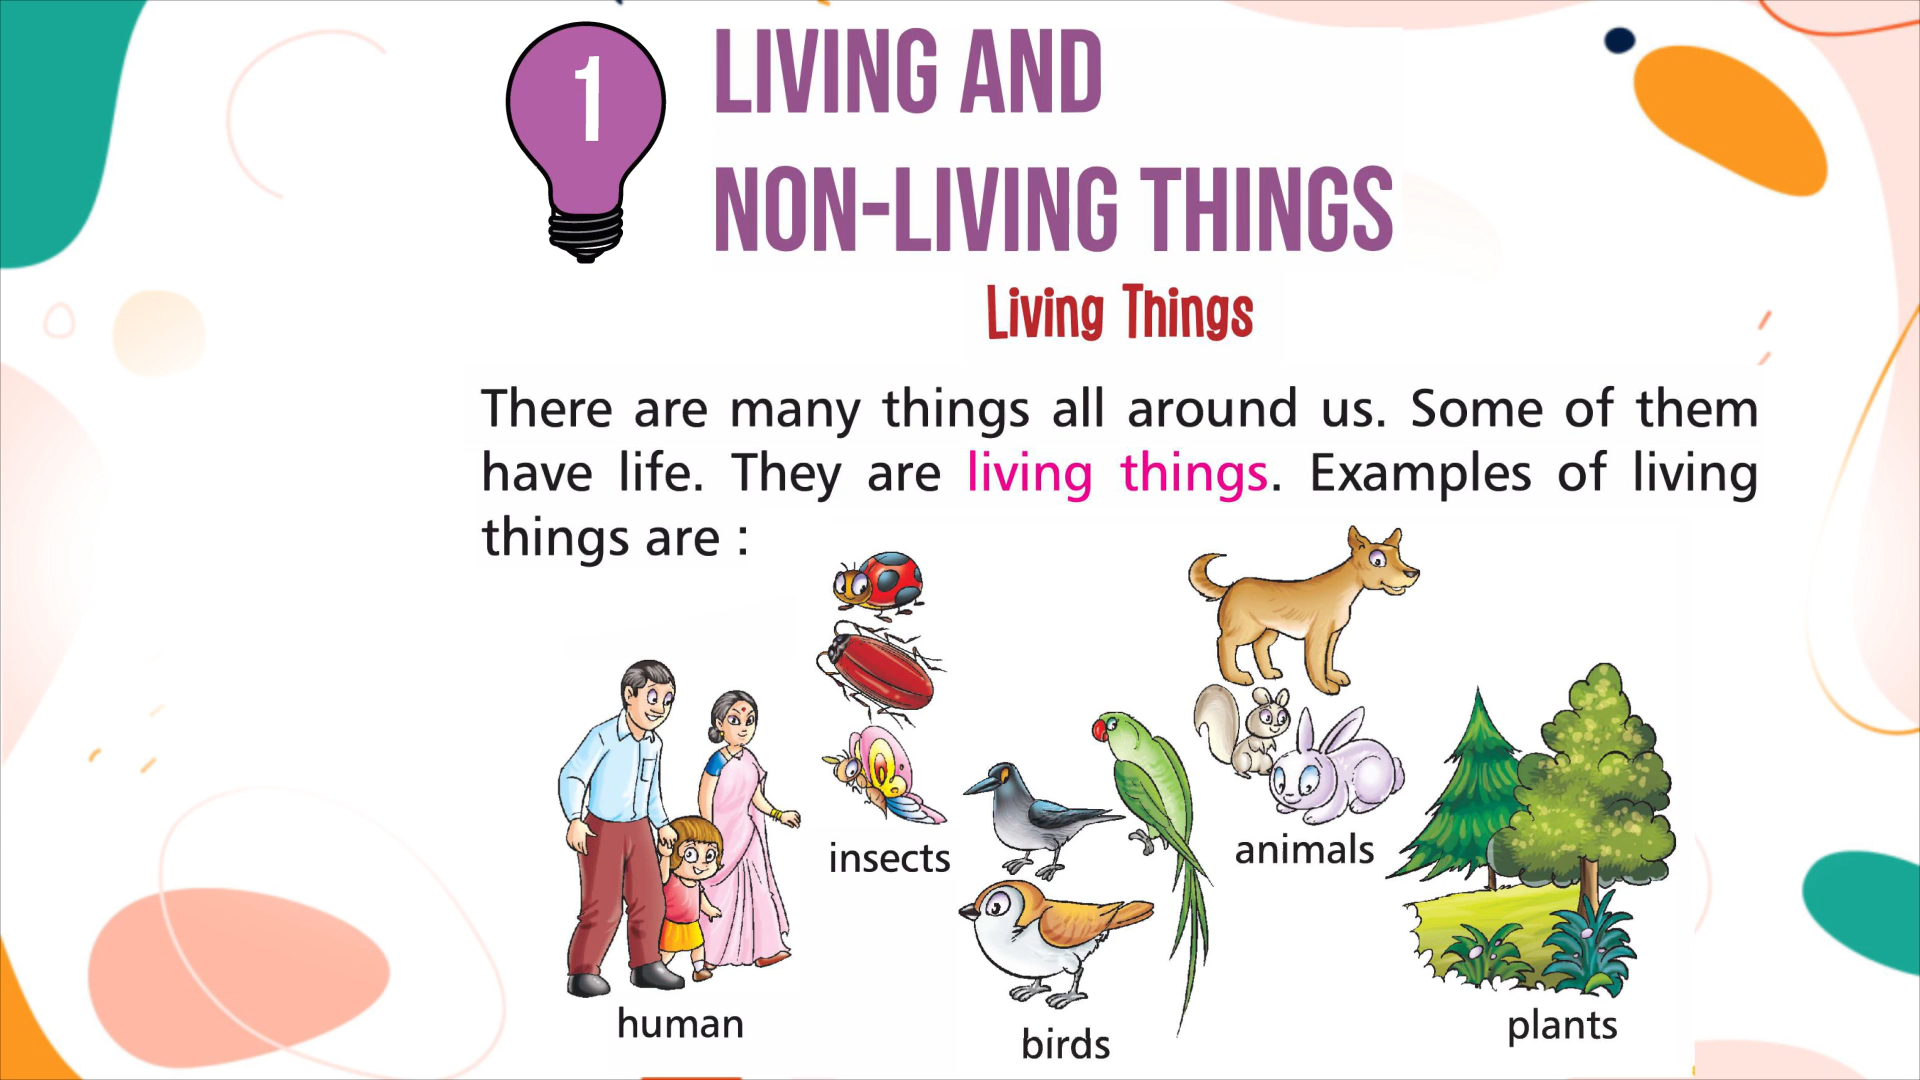 1
LIVING AND
NON-LIVING THINGS
Living Things
There are many things all around us. Some of them
have life. They are living things. Examples of living
things are :
insects
animals
human
birds
plants